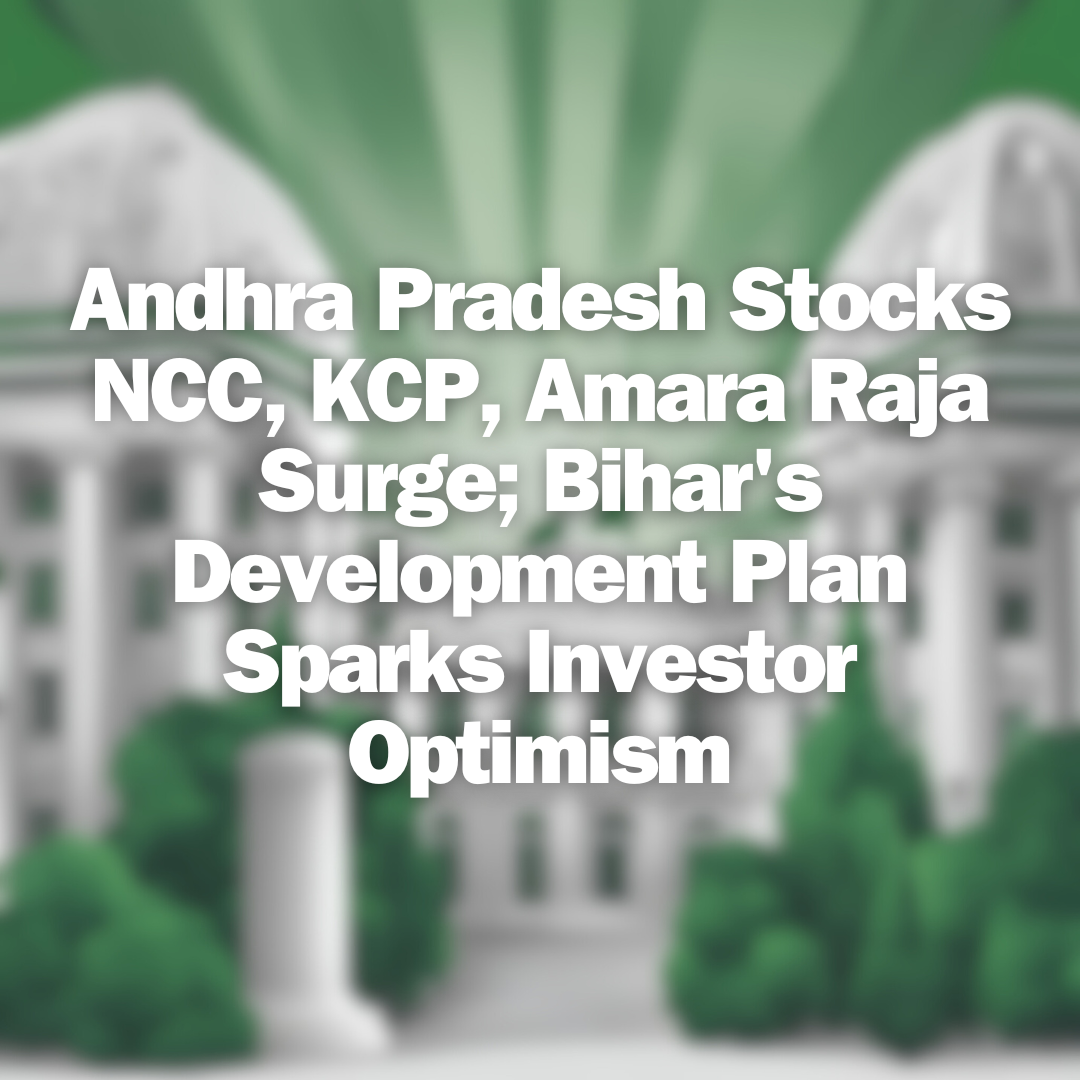 Andhra Pradesh Stocks
NCC, KCP, Amara Raja
Surge; Bihar's
Development Plan
Sparks Investor
Optimism